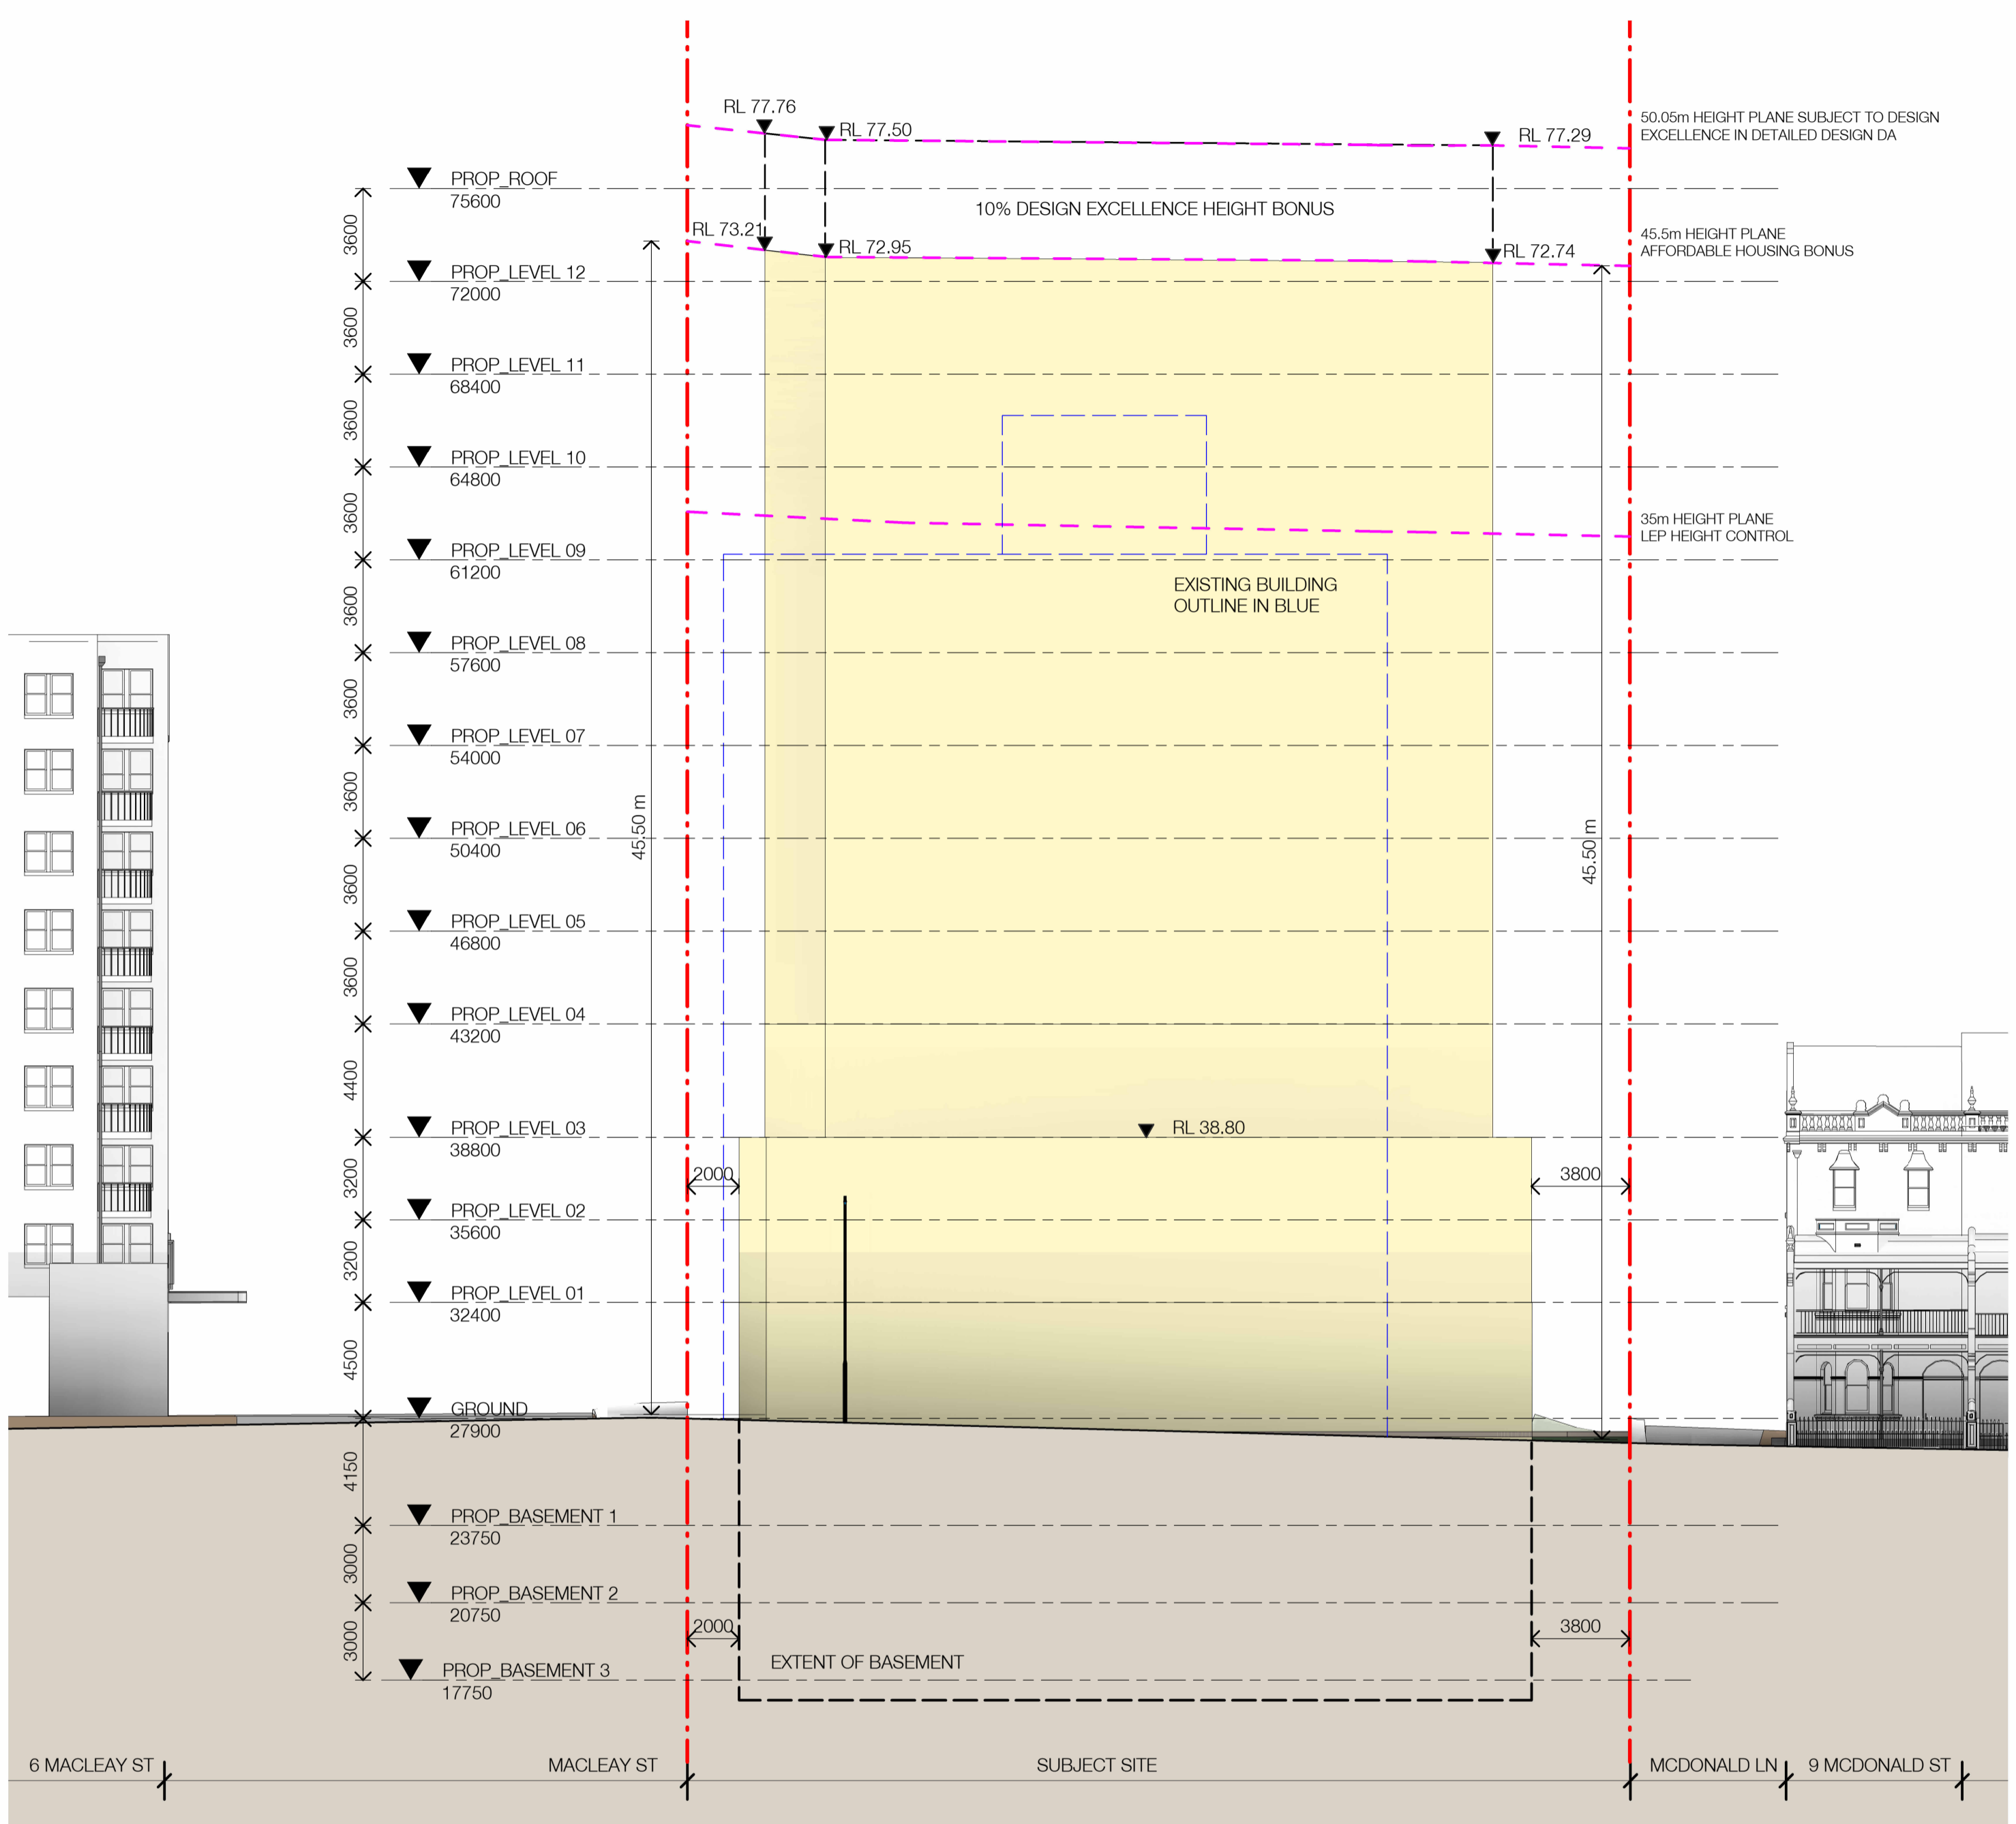 RL 77.76
RL 77.50
RL 77.29
50.05m HEIGHT PLANE SUBJECT TO DESIGN
EXCELLENCE IN DETAILED DESIGN DA
PROP_ROOF
75600
10% DESIGN EXCELLENCE HEIGHT BONUS
3600
RL 73.21
RL 72.95
RL 72.74
45.5m HEIGHT PLANE
AFFORDABLE HOUSING BONUS
PROP_LEVEL 12
72000
3600
PROP_LEVEL 11
68400
3600
PROP_LEVEL 10
64800
3600
35m HEIGHT PLANE
LEP HEIGHT CONTROL
PROP_LEVEL 09
61200
EXISTING BUILDING
OUTLINE IN BLUE
3600
PROP_LEVEL 08
57600
3600
PROP_LEVEL 07
54000
3600
45.50 m
45.50 m
PROP_LEVEL 06
50400
3600
PROP_LEVEL 05
46800
3600
PROP_LEVEL 04
43200
4400
PROP_LEVEL 03
38800
RL 38.80
3200
2000
3800
PROP_LEVEL 02
35600
3200
PROP_LEVEL 01
32400
4500
GROUND
27900
4150
PROP_BASEMENT 1
23750
3000
PROP_BASEMENT 2
20750
3000
2000
3800
PROP_BASEMENT 3
17750
EXTENT OF BASEMENT
6 MACLEAY ST
MACLEAY ST
SUBJECT SITE
MCDONALD LN
9 MCDONALD ST